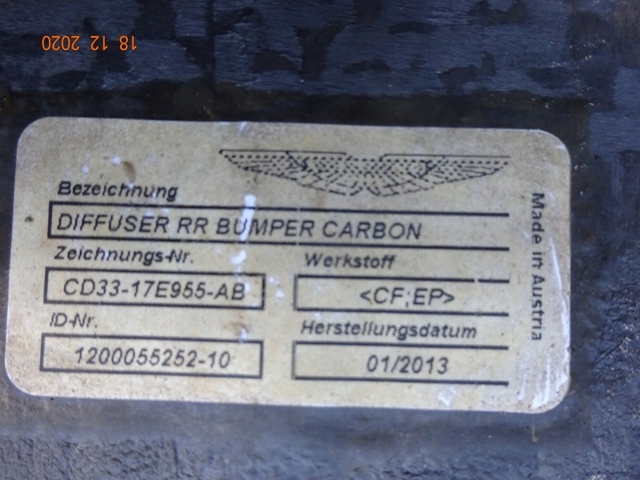 18 12 2020
Bezeichnung
DIFFUSER RR BUMPER CARBON
Zeichnungs-Nr.
Werkstoff
CD33-17E955-AB
<CF;EP>
ID-Nr.
Herstellungsdatum
1200055252-10
01/2013
Made in Austria